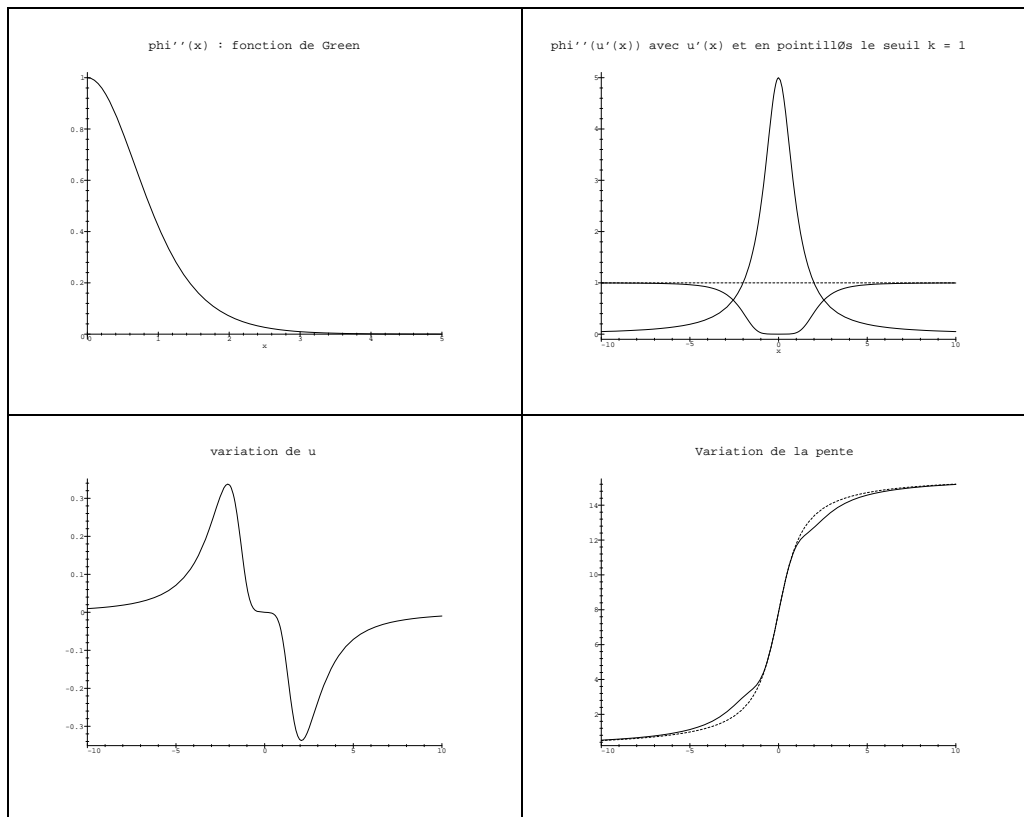 phi’’(x) : fonction de Green
1
0.8
0.6
0.4
0.2
0
0 1 2 3 4 5
x
phi’’(u’(x)) avec u’(x) et en pointillØs le seuil k = 1
5
4
3
2
1
0
-10 -5 0 5 10
x
variation de u
0.3
0.2
0.1
0
-0.1
-0.2
-0.3
-10 -5 0 5 10
Variation de la pente
14
12
10
8
6
4
2
-10 -5 0 5 10